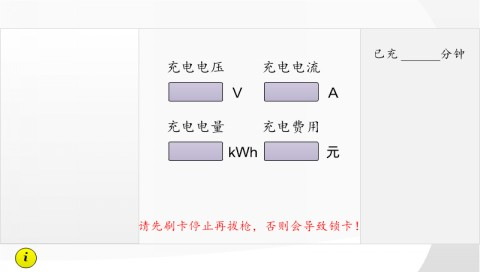 已充 ______分钟
充电电压 充电电流
V A
充电电量 充电费用
kWh 元
请先刷卡停止再拔枪，否则会导致锁卡!
i